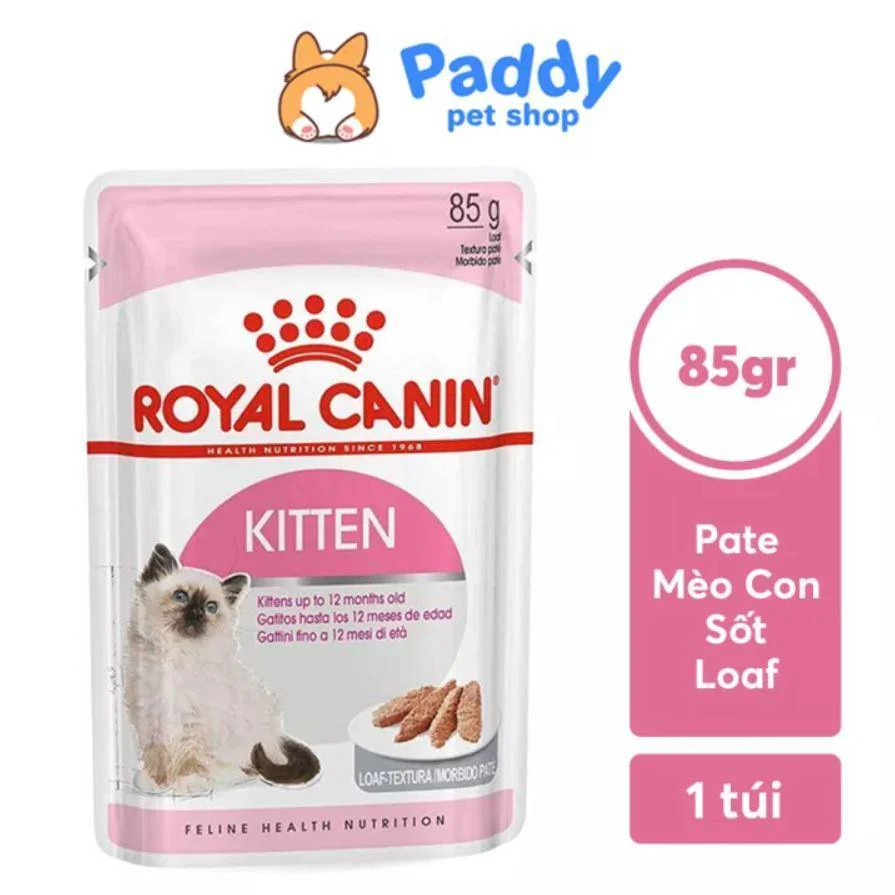 Paddy
pet shop
85 g
Loaf
Textura paté
Morbido paté
ROYAL CANIN
HEALTH NUTRITION SINCE 1968
KITTEN
Kittens up to 12 months old
Gatitos hasta los 12 meses de edad
Gattini fino a 12 mesi di età
LOAF-TEXTURA/MORBIDO PATÉ
FELINE HEALTH NUTRITION
85gr
Pate
Mèo Con
Sốt
Loaf
1 túi